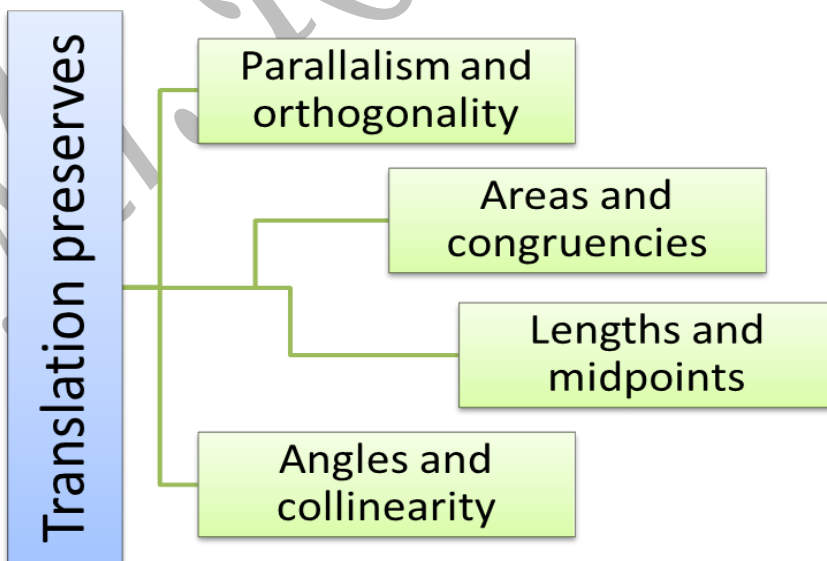 Translation preserves
Parallalism and
orthogonality
Areas and
congruencies
Lengths and
midpoints
Angles and
collinearity